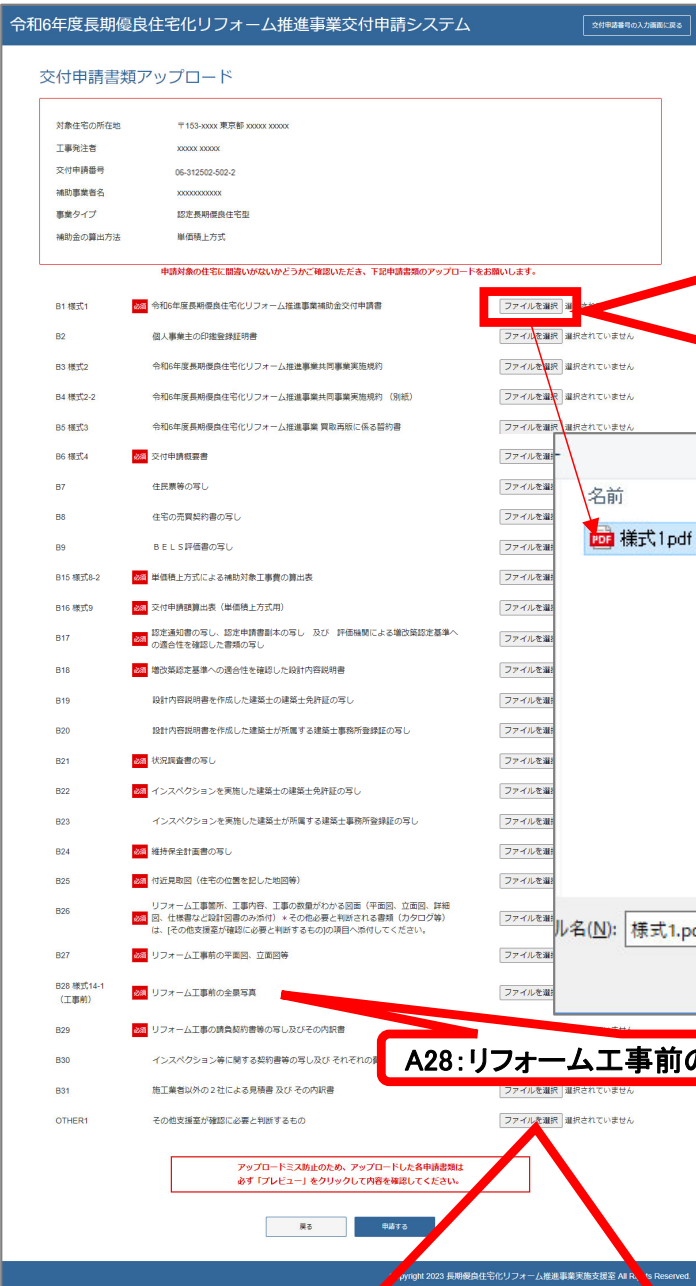 令和6年度長期優良住宅化リフォーム推進事業交付申請システム
交付申請番号の入力画面に戻る
交付申請書類アップロード
対象住宅の所在地 〒153-xxxx 東京都 xxxxx xxxxx
工事発注者 xxxxx xxxxx
交付申請番号 06-312502-502-2
補助事業者名 xxxxxxxxxxx
事業タイプ 認定長期優良住宅型
補助金の算出方法 単価積上方式
申請対象の住宅に間違いがないかどうかご確認いただき、下記申請書類のアップロードをお願いします。
B1 様式1 必須 令和6年度長期優良住宅化リフォーム推進事業補助金交付申請書 ファイルを選択
B2 個人事業主の印鑑登録証明書 ファイルを選択 選択されていません
B3 様式2 令和6年度長期優良住宅化リフォーム推進事業共同事業実施規約 ファイルを選択 選択されていません
B4 様式2-2 令和6年度長期優良住宅化リフォーム推進事業共同事業実施規約 (別紙) ファイルを選択 選択されていません
B5 様式3 令和6年度長期優良住宅化リフォーム推進事業 買取再販に係る誓約書 ファイルを選択 選択されていません
B6 様式4 必須 交付申請概要書 ファイルを選
B7 住民票等の写し ファイルを選
B8 住宅の売買契約書の写し ファイルを選
B9 BELS評価書の写し ファイルを選
B15 様式8-2 必須 単価積上方式による補助対象工事費の算出表 ファイルを選
B16 様式9 必須 交付申請額算出表(単価積上方式用) ファイルを選
B17 必須 認定通知書の写し、認定申請書副本の写し 及び 評価機関による増改築認定基準へ
の適合性を確認した書類の写し ファイルを選
B18 必須 増改築認定基準への適合性を確認した設計内容説明書 ファイルを選
B19 設計内容説明書を作成した建築士の建築士免許証の写し ファイルを選
B20 設計内容説明書を作成した建築士が所属する建築士事務所登録証の写し ファイルを選
B21 必須 状況調査書の写し ファイルを選
B22 必須 インスペクションを実施した建築士の建築士免許証の写し ファイルを選
B23 インスペクションを実施した建築士が所属する建築士事務所登録証の写し ファイルを選
B24 必須 維持保全計画書の写し ファイルを選
B25 必須 付近見取図(住宅の位置を記した地図等) ファイルを選
B26 必須 リフォーム工事箇所、工事内容、工事の数量がわかる図面(平面図、立面図、詳細
図、仕様書など設計図書のみ添付)*その他必要と判断される書類(カタログ等)
は、[その他支援室が確認に必要と判断するもの]の項目へ添付してください。 ファイルを選
B27 必須 リフォーム工事前の平面図、立面図等 ファイルを選
B28 様式14-1
(工事前) 必須 リフォーム工事前の全景写真 ファイルを選
B29 必須 リフォーム工事の請負契約書等の写し及びその内訳書
B30 インスペクション等に関する契約書等の写し及び それぞれの
B31 施工業者以外の2社による見積書 及び その内訳書 ファイルを選択 選択されていません
OTHER1 その他支援室が確認に必要と判断するもの ファイルを選択 選択されていません
名前
PDF 様式1pdf
ル名(N): 様式1.pd
A28:リフォーム工事前の
アップロードミス防止のため、アップロードした各申請書類は
必ず「プレビュー」をクリックして内容を確認してください。
戻る 申請する
pyright 2023 長期優良住宅化リフォーム推進事業実施支援室 All Rights Reserved.